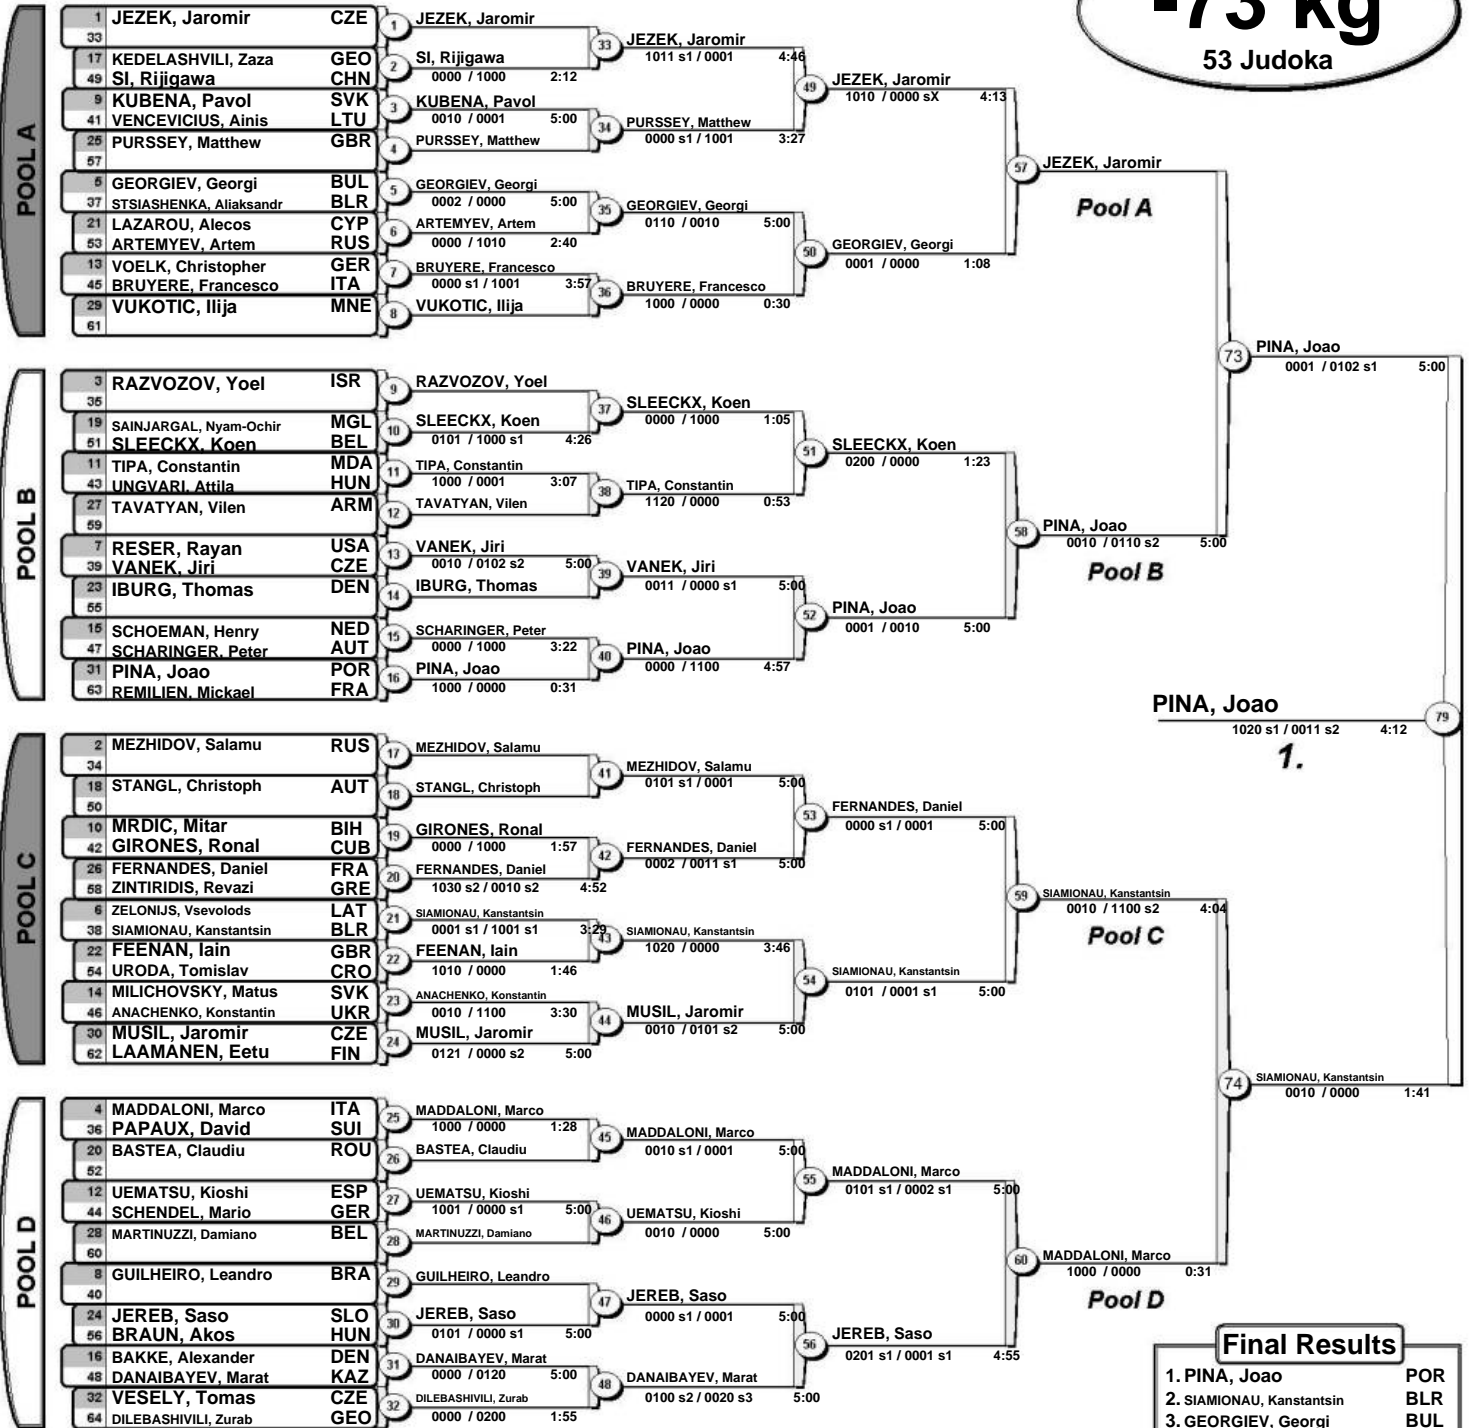 -73 kg
53 Judoka
POOL A
1 JEZEK, Jaromir CZE
33
17 KEDELASHVILI, Zaza GEO
49 SI, Rijigawa CHN
9 KUBENA, Pavol SVK
41 VENCEVICIUS, Ainis LTU
25 PURSSEY, Matthew GBR
57
5 GEORGIEV, Georgi BUL
37 STSIASHENKA, Aliaksandr BLR
21 LAZAROU, Alecos CYP
53 ARTEMYEV, Artem RUS
13 VOELK, Christopher GER
45 BRUYERE, Francesco ITA
29 VUKOTIC, Ilija MNE
61
1 JEZEK, Jaromir
2 SI, Rijigawa
0000 / 1000 2:12
3 KUBENA, Pavol
0010 / 0001 5:00
4 PURSSEY, Matthew
5 GEORGIEV, Georgi
0002 / 0000 5:00
6 ARTEMYEV, Artem
0000 / 1010 2:40
7 BRUYERE, Francesco
0000 s1 / 1001 3:57
8 VUKOTIC, Ilija
33 JEZEK, Jaromir
1011 s1 / 0001 4:46
34 PURSSEY, Matthew
0000 s1 / 1001 3:27
35 GEORGIEV, Georgi
0110 / 0010 5:00
36 BRUYERE, Francesco
1000 / 0000 0:30
49 JEZEK, Jaromir
1010 / 0000 sX 4:13
50 GEORGIEV, Georgi
0001 / 0000 1:08
57 JEZEK, Jaromir
Pool A
POOL B
3 RAZVOZOV, Yoel ISR
35
19 SAINJARGAL, Nyam-Ochir MGL
51 SLEECKX, Koen BEL
11 TIPA, Constantin MDA
43 UNGVARI, Attila HUN
27 TAVATYAN, Vilen ARM
59
7 RESER, Rayan USA
39 VANEK, Jiri CZE
23 IBURG, Thomas DEN
55
15 SCHOEMAN, Henry NED
47 SCHARINGER, Peter AUT
31 PINA, Joao POR
63 REMILIEN, Mickael FRA
9 RAZVOZOV, Yoel
10 SLEECKX, Koen
0101 / 1000 s1 4:26
11 TIPA, Constantin
1000 / 0001 3:07
12 TAVATYAN, Vilen
13 VANEK, Jiri
0010 / 0102 s2 5:00
14 IBURG, Thomas
15 SCHARINGER, Peter
0000 / 1000 3:22
16 PINA, Joao
1000 / 0000 0:31
37 SLEECKX, Koen
0000 / 1000 1:05
38 TIPA, Constantin
1120 / 0000 0:53
39 VANEK, Jiri
0011 / 0000 s1 5:00
40 PINA, Joao
0000 / 1100 4:57
51 SLEECKX, Koen
0200 / 0000 1:23
52 PINA, Joao
0001 / 0010 5:00
58 PINA, Joao
0010 / 0110 s2 5:00
Pool B
73 PINA, Joao
0001 / 0102 s1 5:00
PINA, Joao 79
1020 s1 / 0011 s2 4:12
1.
POOL C
2 MEZHIDOV, Salamu RUS
34
18 STANGL, Christoph AUT
50
10 MRDIC, Mitar BIH
42 GIRONES, Ronal CUB
26 FERNANDES, Daniel FRA
58 ZINTIRIDIS, Revazi GRE
6 ZELONIJS, Vsevolods LAT
38 SIAMIONAU, Kanstantsin BLR
22 FEENAN, Iain GBR
54 URODA, Tomislav CRO
14 MILICHOVSKY, Matus SVK
46 ANACHENKO, Konstantin UKR
30 MUSIL, Jaromir CZE
62 LAAMANEN, Eetu FIN
17 MEZHIDOV, Salamu
18 STANGL, Christoph
19 GIRONES, Ronal
0000 / 1000 1:57
20 FERNANDES, Daniel
1030 s2 / 0010 s2 4:52
21 SIAMIONAU, Kanstantsin
0001 s1 / 1001 s1 3:29
22 FEENAN, Iain
1010 / 0000 1:46
23 ANACHENKO, Konstantin
0010 / 1100 3:30
24 MUSIL, Jaromir
0121 / 0000 s2 5:00
41 MEZHIDOV, Salamu
0101 s1 / 0001 5:00
42 FERNANDES, Daniel
0002 / 0011 s1 5:00
43 SIAMIONAU, Kanstantsin
1020 / 0000 3:46
44 MUSIL, Jaromir
0010 / 0101 s2 5:00
53 FERNANDES, Daniel
0000 s1 / 0001 5:00
54 SIAMIONAU, Kanstantsin
0101 / 0001 s1 5:00
59 SIAMIONAU, Kanstantsin
0010 / 1100 s2 4:04
Pool C
74 SIAMIONAU, Kanstantsin
0010 / 0000 1:41
POOL D
4 MADDALONI, Marco ITA
36 PAPAUX, David SUI
20 BASTEA, Claudiu ROU
52
12 UEMATSU, Kioshi ESP
44 SCHENDEL, Mario GER
28 MARTINUZZI, Damiano BEL
60
8 GUILHEIRO, Leandro BRA
40
24 JEREB, Saso SLO
56 BRAUN, Akos HUN
16 BAKKE, Alexander DEN
48 DANAIBAYEV, Marat KAZ
32 VESELY, Tomas CZE
64 DILEBASHIVILI, Zurab GEO
25 MADDALONI, Marco
1000 / 0000 1:28
26 BASTEA, Claudiu
27 UEMATSU, Kioshi
1001 / 0000 s1 5:00
28 MARTINUZZI, Damiano
29 GUILHEIRO, Leandro
30 JEREB, Saso
0101 / 0000 s1 5:00
31 DANAIBAYEV, Marat
0000 / 0120 5:00
32 DILEBASHIVILI, Zurab
0000 / 0200 1:55
45 MADDALONI, Marco
0010 s1 / 0001 5:00
46 UEMATSU, Kioshi
0010 / 0000 5:00
47 JEREB, Saso
0000 s1 / 0001 5:00
48 DANAIBAYEV, Marat
0100 s2 / 0020 s3 5:00
55 MADDALONI, Marco
0101 s1 / 0002 s1 5:00
56 JEREB, Saso
0201 s1 / 0001 s1 4:55
60 MADDALONI, Marco
1000 / 0000 0:31
Pool D
Final Results
1. PINA, Joao POR
2. SIAMIONAU, Kanstantsin BLR
3. GEORGIEV, Georgi BUL